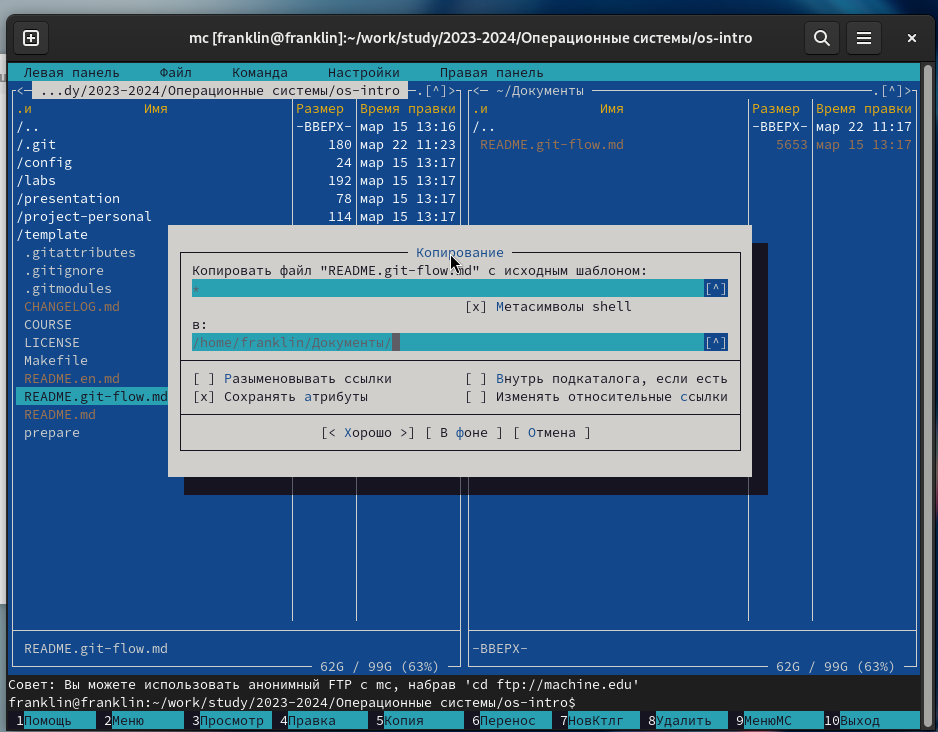 mc [franklin@franklin]:~/work/study/2023-2024/Операционные системы/os-intro
Левая панель Файл Команда Настройки Правая панель
<─ ...dy/2023-2024/Операционные системы/os-intro ─.[^]>
.и Имя Размер Время правки
/.. -ВВЕРХ- мар 15 13:16
/.git 180 мар 22 11:23
/config 24 мар 15 13:17
/labs 192 мар 15 13:17
/presentation 78 мар 15 13:17
/project-personal 114 мар 15 13:17
/template
.gitattributes
.gitignore
.gitmodules
CHANGELOG.md
COURSE
LICENSE
Makefile
README.en.md
README.git-flow.md
README.md
prepare
README.git-flow.md
62G / 99G (63%)
<─ ~/Документы ─.[^]>
.и Имя Размер Время правки
/.. -ВВЕРХ- мар 22 11:17
README.git-flow.md 5653 мар 15 13:17
-ВВЕРХ-
62G / 99G (63%)
Копирование
Копировать файл "README.git-flow.md" с исходным шаблоном:
* [^]
[x] Метасимволы shell
в:
/home/franklin/Документы/ [^]
[ ] Разыменовывать ссылки [ ] Внутрь подкаталога, если есть
[x] Сохранять атрибуты [ ] Изменять относительные ссылки
[< Хорошо >] [ В фоне ] [ Отмена ]
Совет: Вы можете использовать анонимный FTP с mc, набрав 'cd ftp://machine.edu'
franklin@franklin:~/work/study/2023-2024/Операционные системы/os-intro$
1Помощь 2Меню 3Просмотр 4Правка 5Копия 6Перенос 7НовКтлг 8Удалить 9МенюМС 10Выход